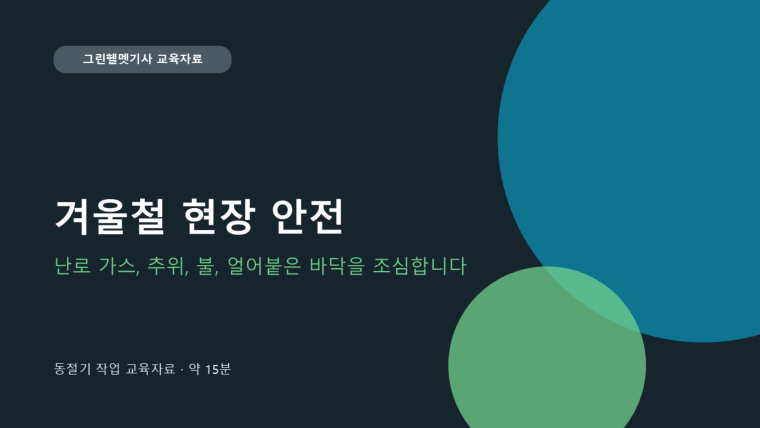 그린헬멧기사 교육자료
겨울철 현장 안전
난로 가스, 추위, 불, 얼어붙은 바닥을 조심합니다
동절기 작업 교육자료 · 약 15분